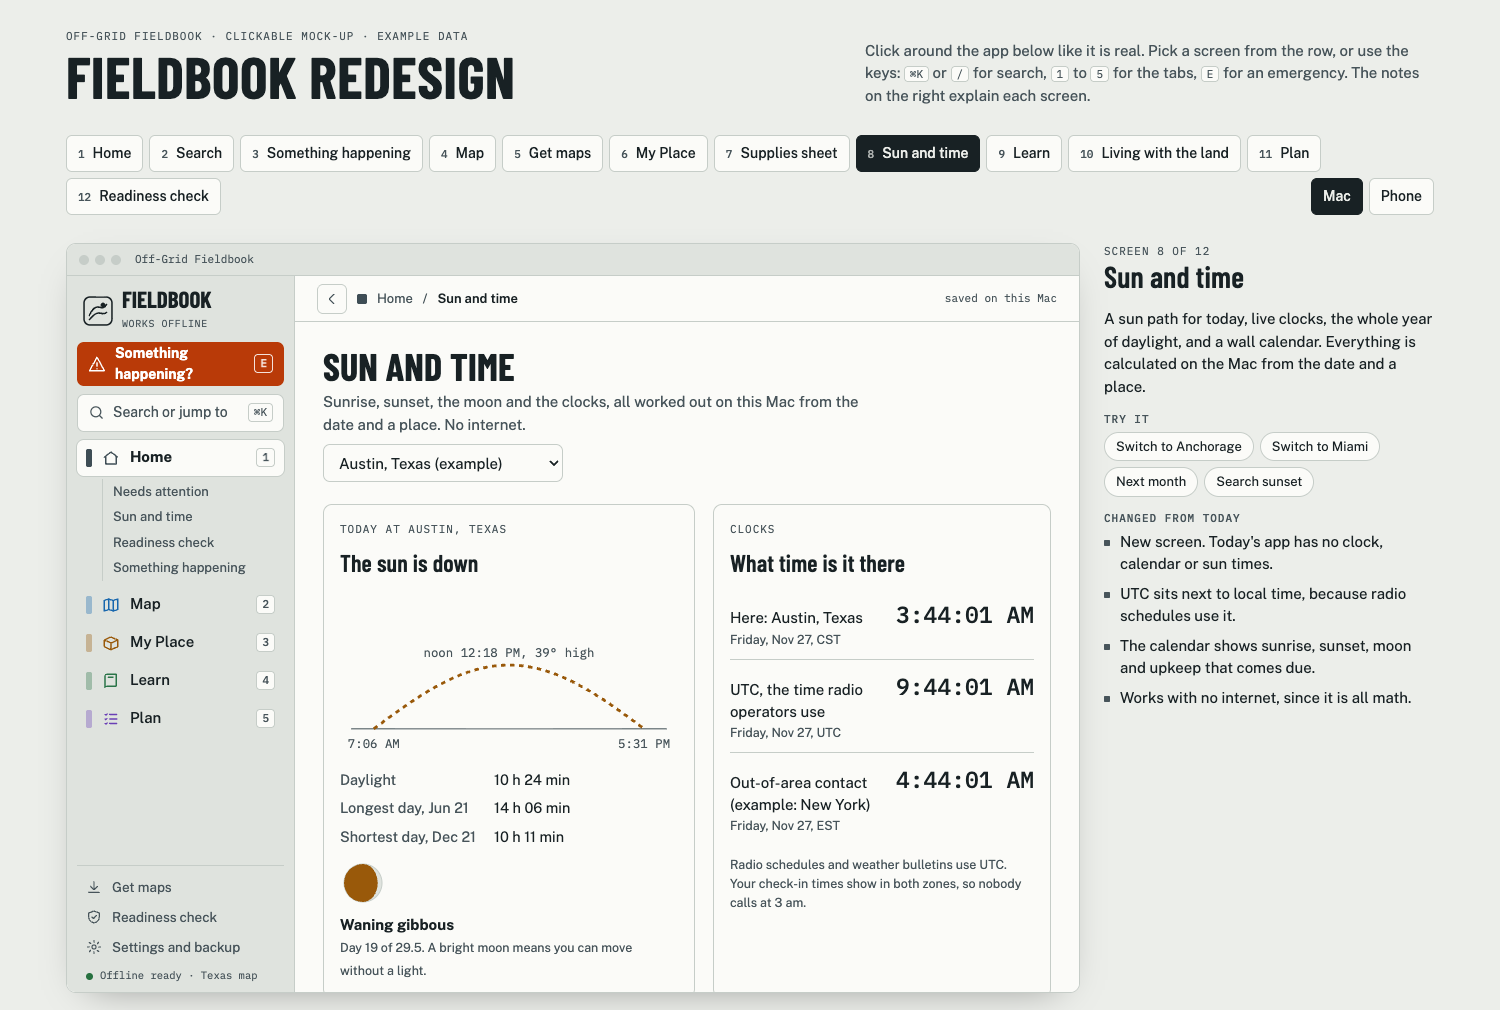 OFF-GRID FIELDBOOK · CLICKABLE MOCK-UP · EXAMPLE DATA
FIELDBOOK REDESIGN
Click around the app below like it is real. Pick a screen from the row, or use the
keys: ⌘K or / for search, 1 to 5 for the tabs, E for an emergency. The notes
on the right explain each screen.
1 Home
2 Search
3 Something happening
4 Map
5 Get maps
6 My Place
7 Supplies sheet
8 Sun and time
9 Learn
10 Living with the land
11 Plan
12 Readiness check
Mac
Phone
Off-Grid Fieldbook
FIELDBOOK
WORKS OFFLINE
Something
happening?
E
Search or jump to ⌘K
Home 1
Needs attention
Sun and time
Readiness check
Something happening
Map 2
My Place 3
Learn 4
Plan 5
Get maps
Readiness check
Settings and backup
Offline ready · Texas map
Home / Sun and time
saved on this Mac
SUN AND TIME
Sunrise, sunset, the moon and the clocks, all worked out on this Mac from the
date and a place. No internet.
Austin, Texas (example)
TODAY AT AUSTIN, TEXAS
The sun is down
noon 12:18 PM, 39° high
7:06 AM
5:31 PM
Daylight 10 h 24 min
Longest day, Jun 21 14 h 06 min
Shortest day, Dec 21 10 h 11 min
Waning gibbous
Day 19 of 29.5. A bright moon means you can move
without a light.
CLOCKS
What time is it there
Here: Austin, Texas 3:44:01 AM
Friday, Nov 27, CST
UTC, the time radio 9:44:01 AM
operators use
Friday, Nov 27, UTC
Out-of-area contact 4:44:01 AM
(example: New York)
Friday, Nov 27, EST
Radio schedules and weather bulletins use UTC.
Your check-in times show in both zones, so nobody
calls at 3 am.
SCREEN 8 OF 12
Sun and time
A sun path for today, live clocks, the whole year
of daylight, and a wall calendar. Everything is
calculated on the Mac from the date and a
place.
TRY IT
Switch to Anchorage
Switch to Miami
Next month
Search sunset
CHANGED FROM TODAY
New screen. Today's app has no clock,
calendar or sun times.
UTC sits next to local time, because radio
schedules use it.
The calendar shows sunrise, sunset, moon
and upkeep that comes due.
Works with no internet, since it is all math.